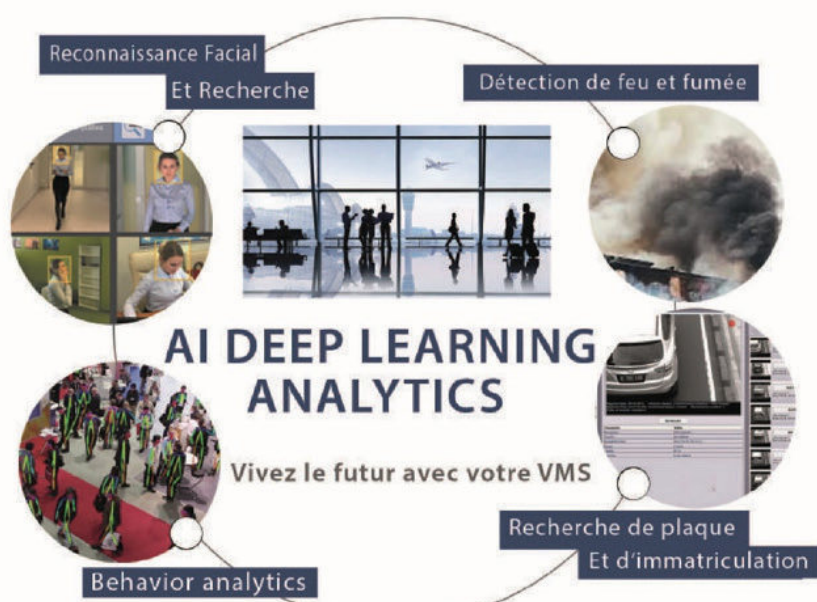 Reconnaissance Facial
Et Recherche
Détection de feu et fumée
AI DEEP LEARNING
ANALYTICS
Vivez le futur avec votre VMS
Behavior analytics
Recherche de plaque
Et d'immatriculation